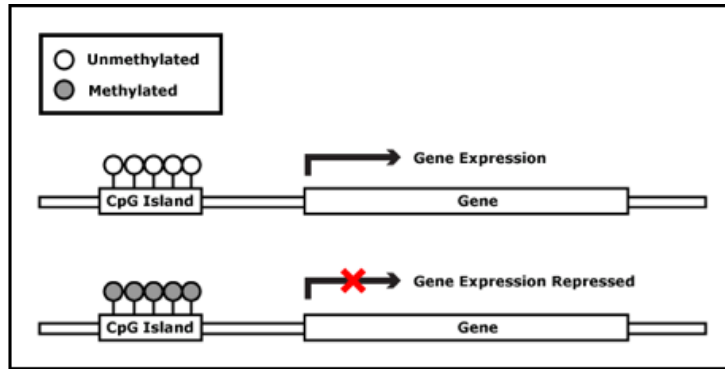 Unmethylated
Methylated
Gene Expression
CpG Island
Gene
Gene Expression Repressed
CpG Island
Gene